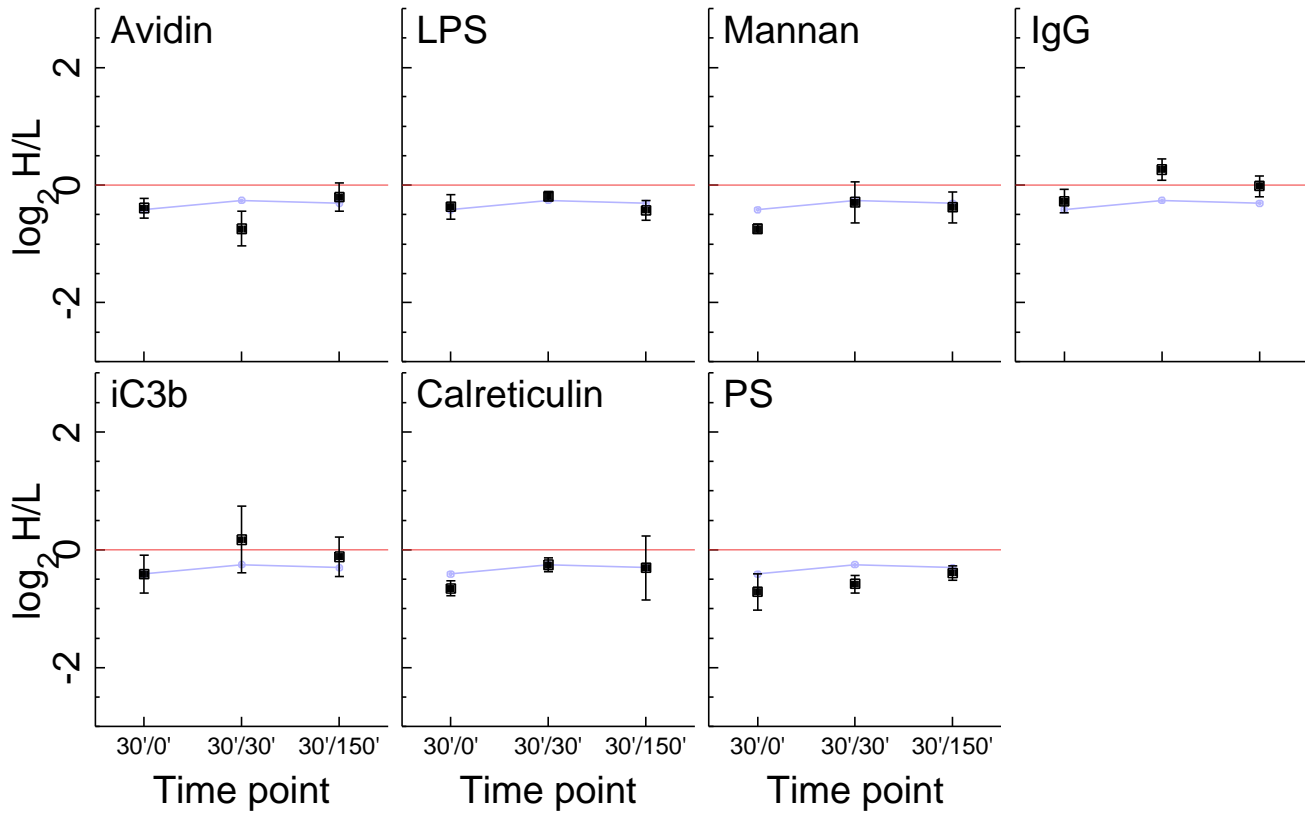 Avidin
LPS
Mannan
IgG
log2 H/L
2
0
-2
iC3b
Calreticulin
PS
log2 H/L
2
0
-2
30'/0' 30'/30' 30'/150'
30'/0' 30'/30' 30'/150'
30'/0' 30'/30' 30'/150'
Time point
Time point
Time point